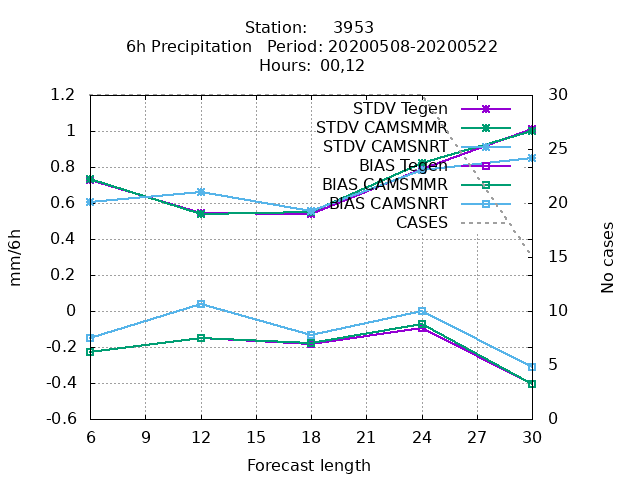 Station: 3953
6h Precipitation Period: 20200508-20200522
Hours: 00,12
1.2
1
0.8
0.6
0.4
0.2
0
-0.2
-0.4
-0.6
mm/6h
30
25
20
15
10
5
0
No cases
STDV Tegen
STDV CAMSMMR
STDV CAMSNRT
BIAS Tegen
BIAS CAMSMMR
BIAS CAMSNRT
CASES
6 9 12 15 18 21 24 27 30
Forecast length